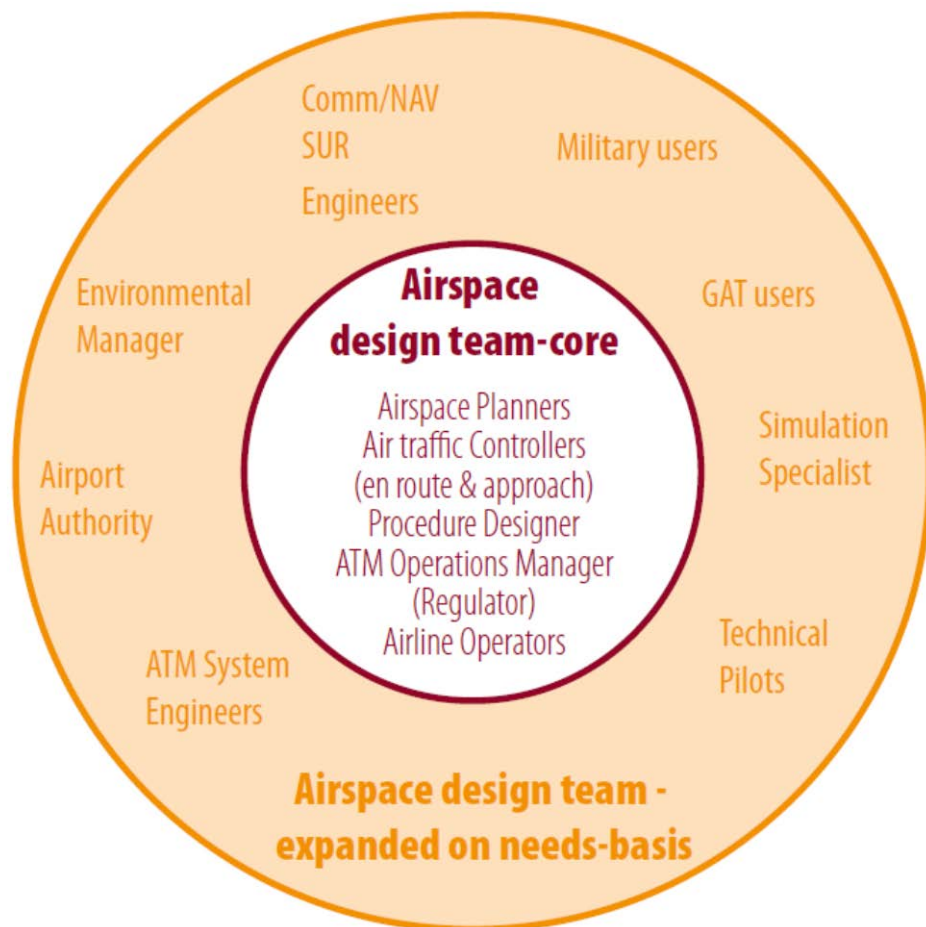 Comm/NAV
SUR
Engineers
Military users
Environmental
Manager
GAT users
Airspace
design team-core
Airspace Planners
Air traffic Controllers
(en route & approach)
Procedure Designer
ATM Operations Manager
(Regulator)
Airline Operators
Simulation
Specialist
Airport
Authority
Technical
Pilots
ATM System
Engineers
Airspace design team -
expanded on needs-basis